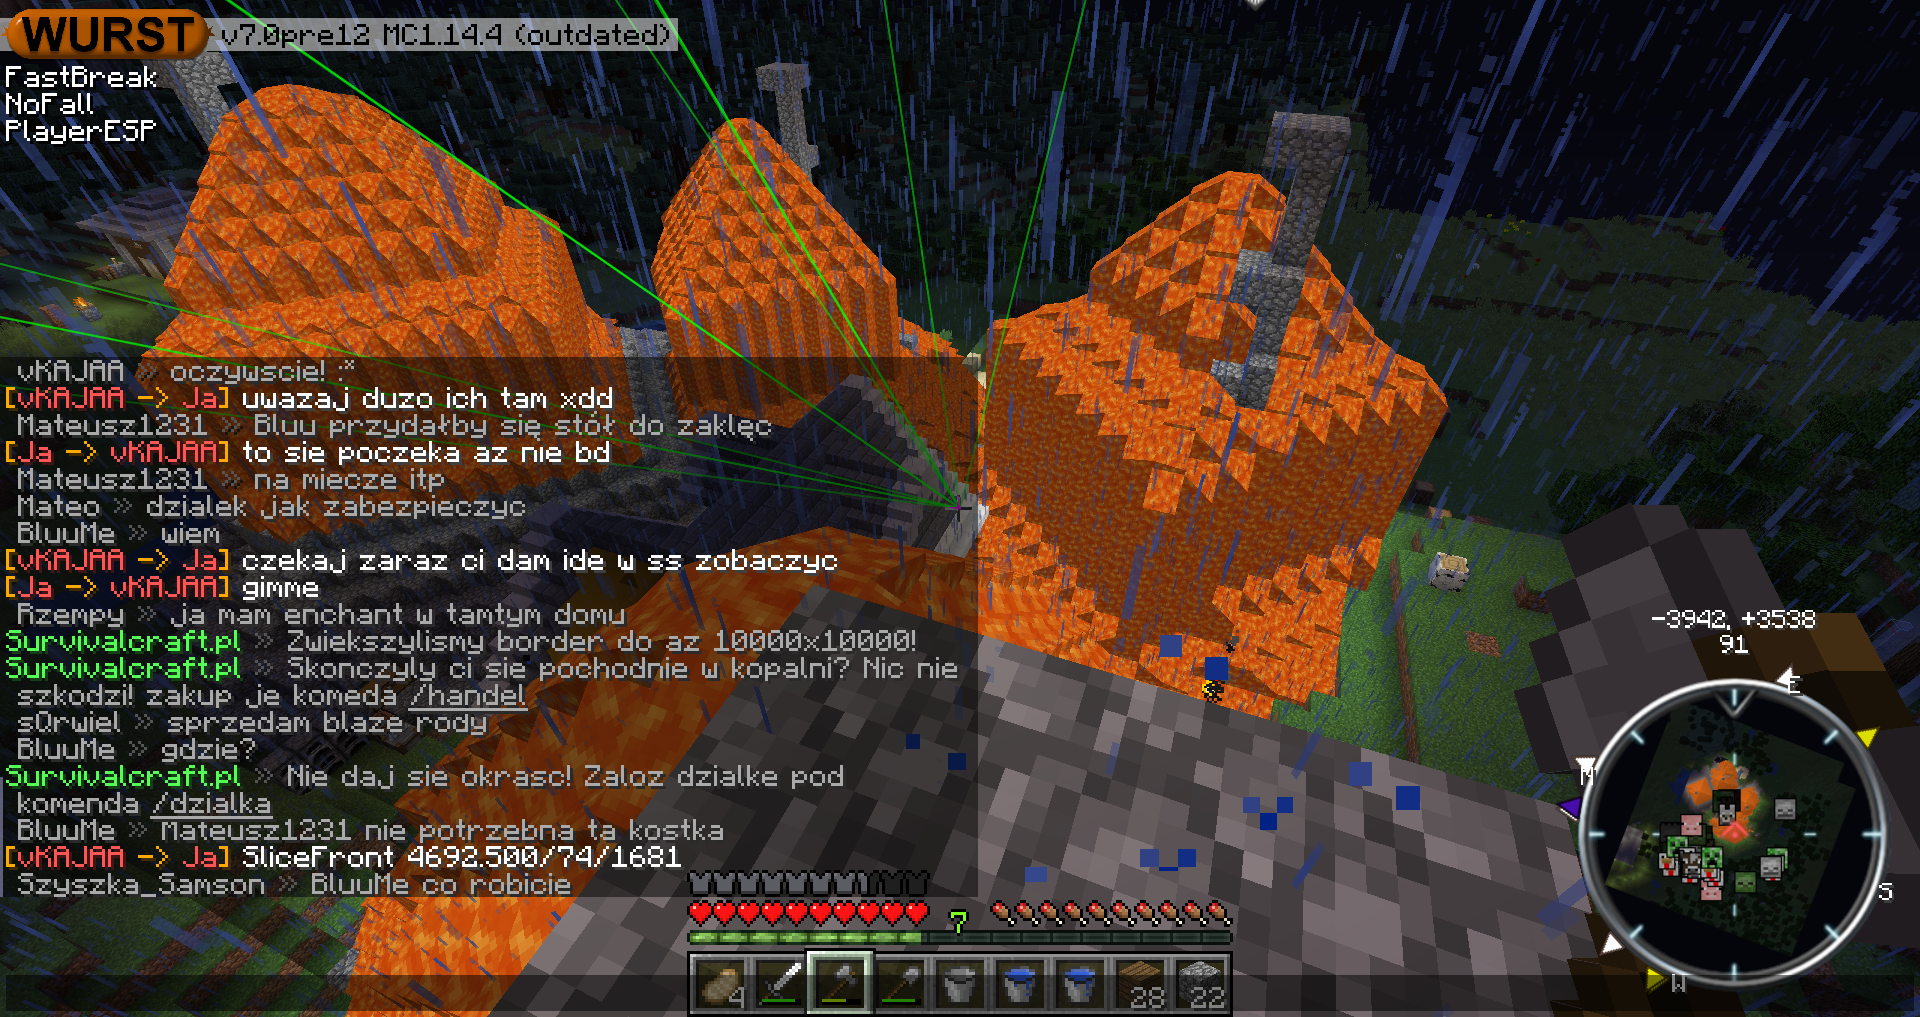 WURST v7.0pre12 MC1.14.4 (outdated)
FastBreak
NoFall
PlayerESP
vKAJAA » oczywscie! :*
[vKAJAA -> Ja] uwazaj duzo ich tam xdd
Mateusz1231 » Bluu przydałby się stół do zaklęc
[Ja -> vKAJAA] to sie poczeka az nie bd
Mateusz1231 » na miecze itp
Mateo » dzialek jak zabezpieczyc
BluuMe » wiem
[vKAJAA -> Ja] czekaj zaraz ci dam ide w ss zobaczyc
[Ja -> vKAJAA] gimme
Rzempy » ja mam enchant w tamtym domu
Survivalcraft.pl » Zwiekszylismy border do az 10000x10000!
Survivalcraft.pl » Skonczyly ci sie pochodnie w kopalni? Nic nie
szkodzi! zakup je komeda /handel
sQrwiel » sprzedam blaze rody
BluuMe » gdzie?
Survivalcraft.pl » Nie daj sie okrasc! Zaloz dzialke pod
komenda /dzialka
BluuMe » Mateusz1231 nie potrzebna ta kostka
[vKAJAA -> Ja] SliceFront 4692.500/74/1681
Szyszka_Samson » BluuMe co robicie
-3942, +3538
91
E
N
S
W
7
4
28
22